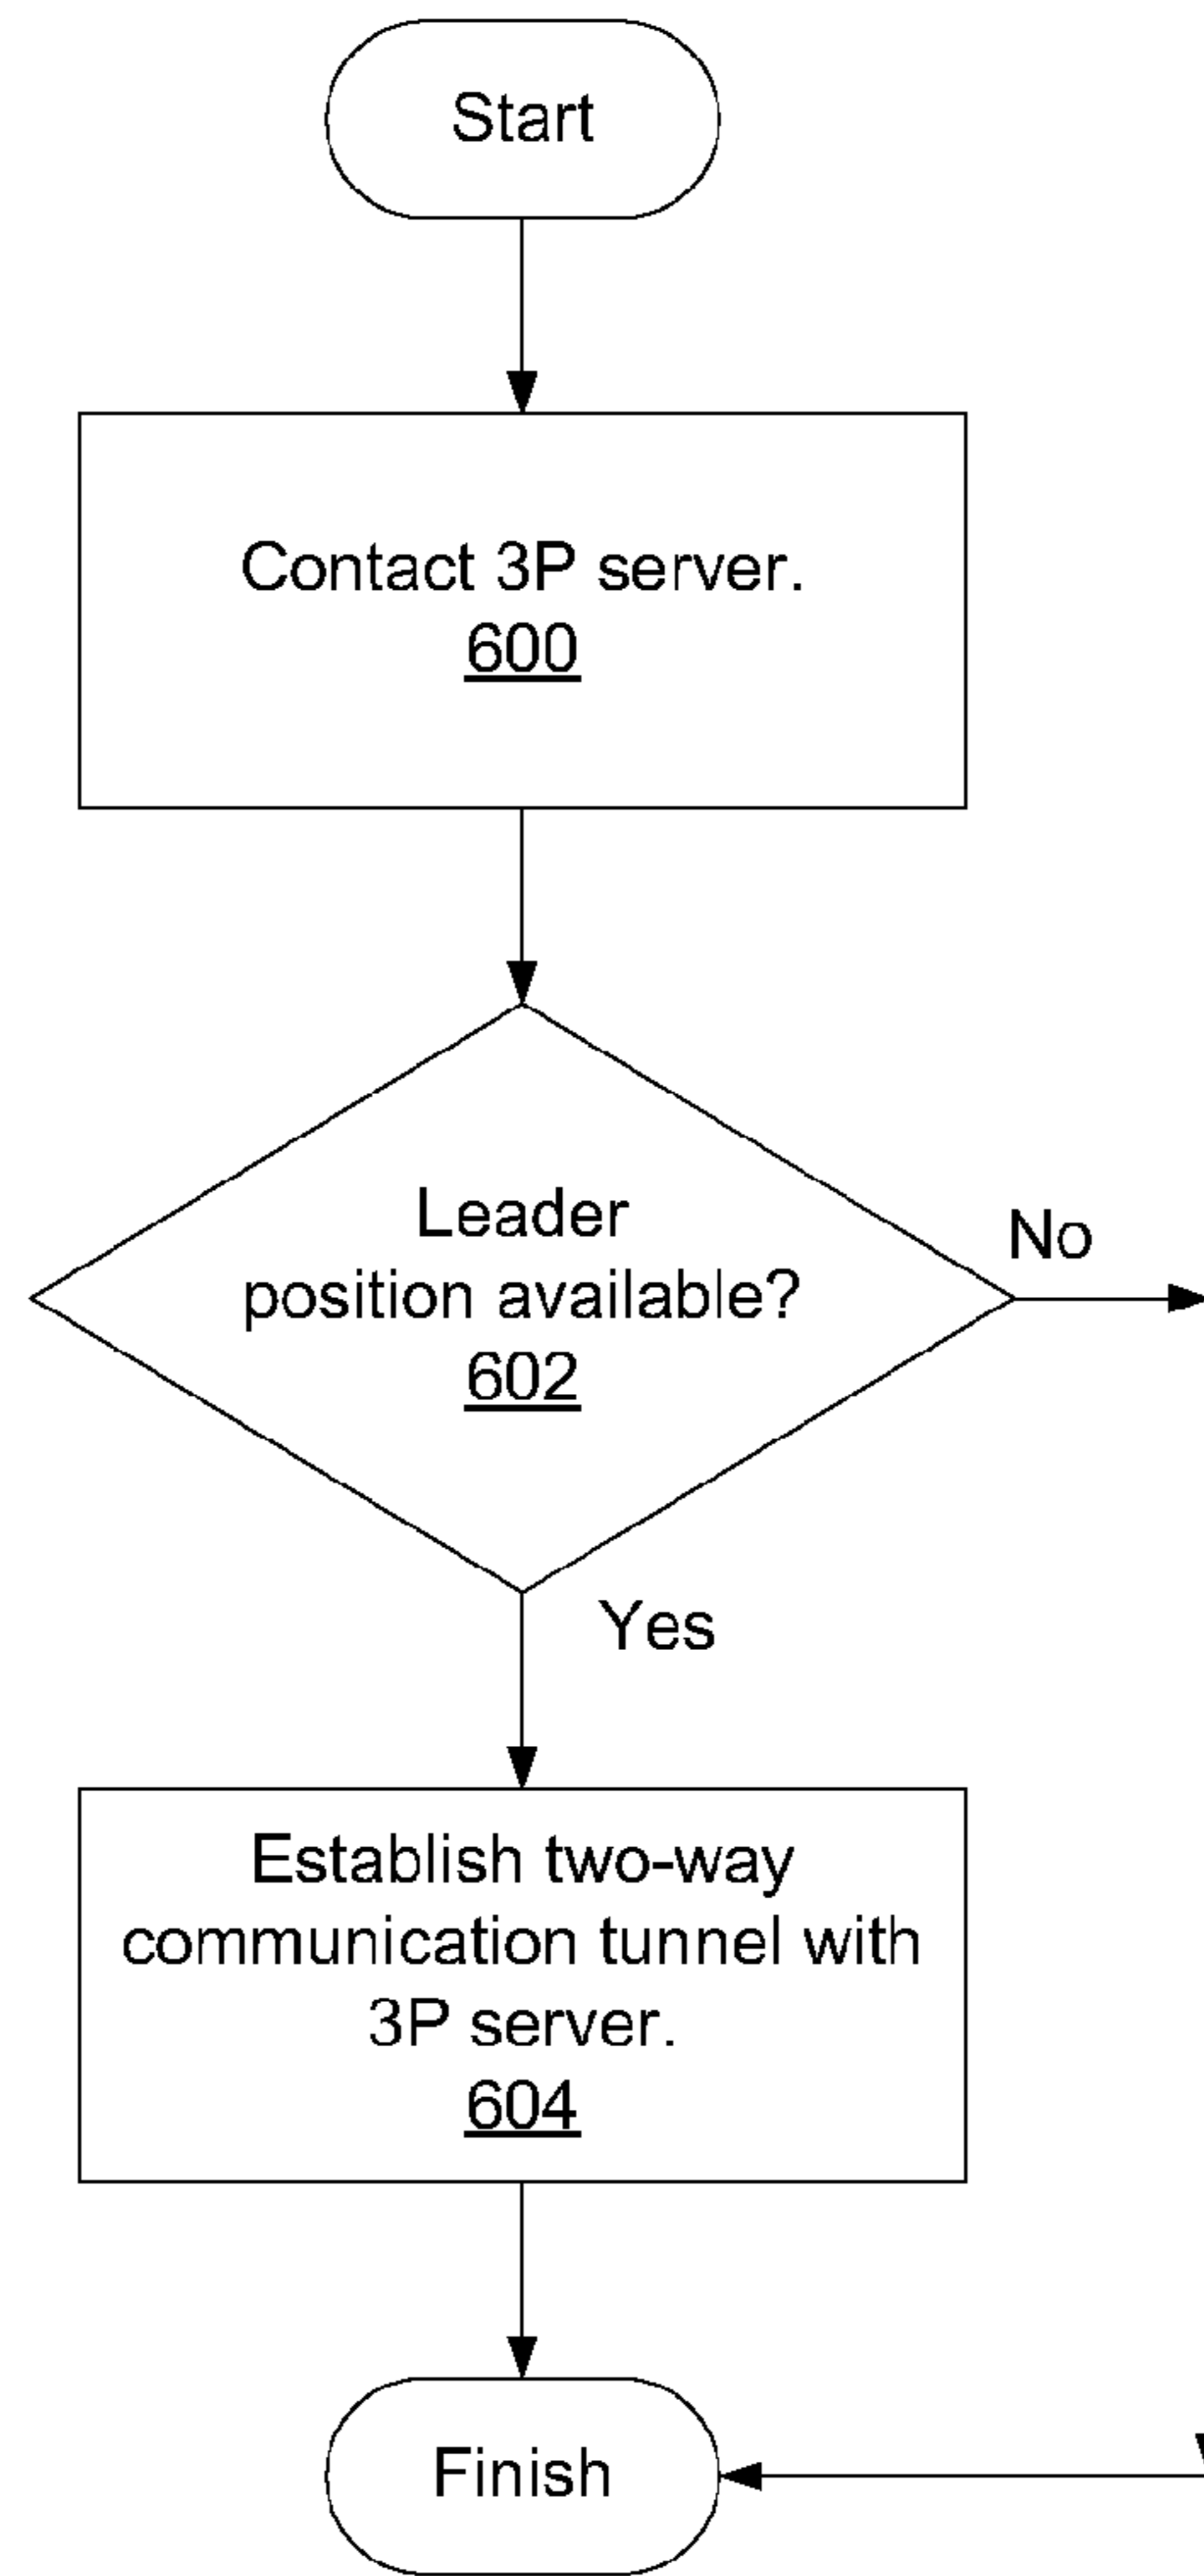 Start
Contact 3P server.
600
Leader
position available?
602
No
Yes
Establish two-way
communication tunnel with
3P server.
604
Finish